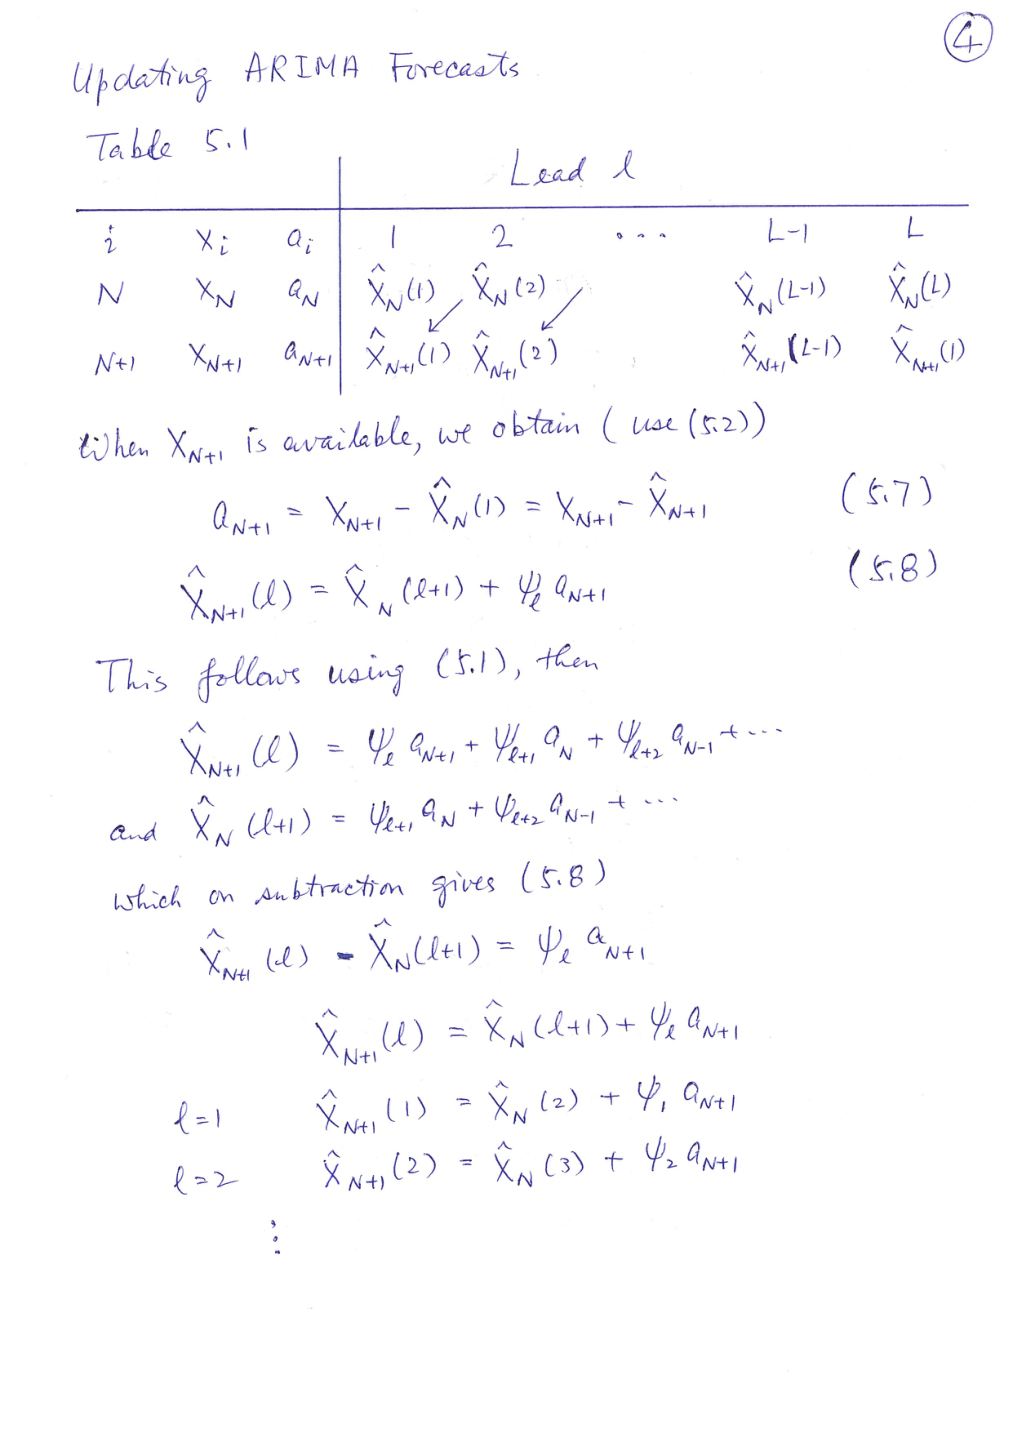 ④
Updating ARIMA Forecasts
Table 5.1
Lead l
i Xi ai 1 2 ... L-1 L
N X_N a_N X̂_N(1) X̂_N(2) X̂_N(L-1) X̂_N(L)
N+1 X_{N+1} a_{N+1} X̂_{N+1}(1) X̂_{N+1}(2) X̂_{N+1}(L-1) X̂_{N+1}(1)
When X_{N+1} is available, we obtain (use (5.2))
a_{N+1} = X_{N+1} - X̂_N(1) = X_{N+1} - X̂_{N+1} (5.7)
X̂_{N+1}(l) = X̂_N(l+1) + ψ_l a_{N+1} (5.8)
This follows using (5.1), then
X̂_{N+1}(l) = ψ_l a_{N+1} + ψ_{l+1} a_N + ψ_{l+2} a_{N-1} + ...
and X̂_N(l+1) = ψ_{l+1} a_N + ψ_{l+2} a_{N-1} + ...
which on subtraction gives (5.8)
X̂_{N+1}(l) - X̂_N(l+1) = ψ_l a_{N+1}
X̂_{N+1}(l) = X̂_N(l+1) + ψ_l a_{N+1}
l=1 X̂_{N+1}(1) = X̂_N(2) + ψ_1 a_{N+1}
l=2 X̂_{N+1}(2) = X̂_N(3) + ψ_2 a_{N+1}
⋮